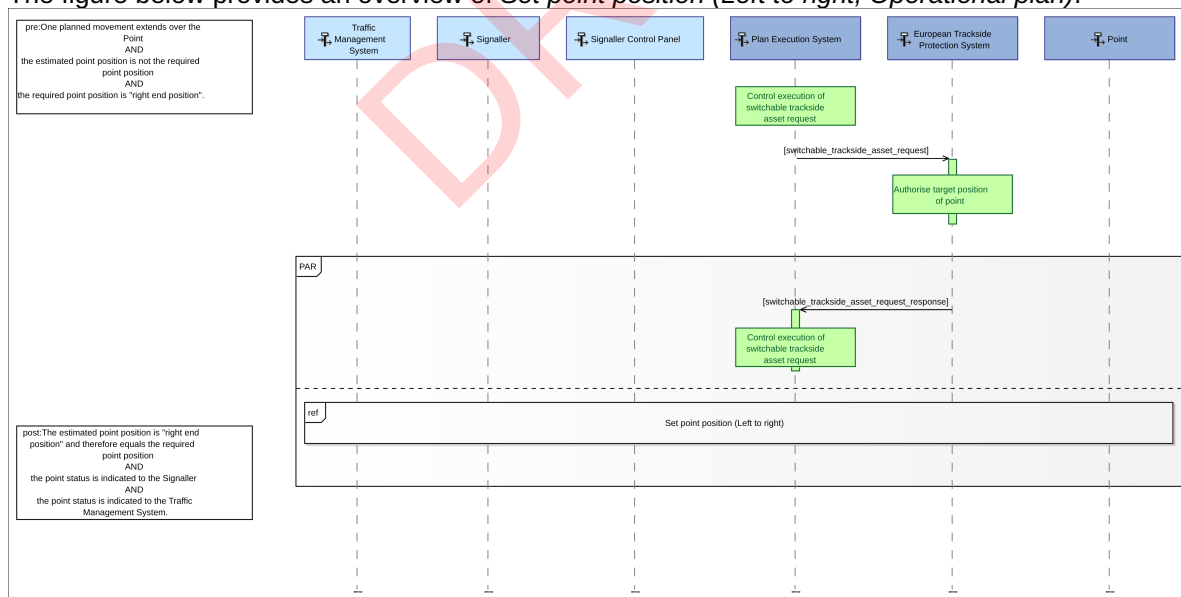 The figure below provides an overview of Set point position (Left to right, Operational plan).
pre:One planned movement extends over the
Point
AND
the estimated point position is not the required
point position
AND
the required point position is "right end position".
Traffic
Management
System
Signaller
Signaller Control Panel
Plan Execution System
European Trackside
Protection System
Point
Control execution of
switchable trackside
asset request
[switchable_trackside_asset_request]
Authorise target position
of point
PAR
[switchable_trackside_asset_request_response]
Control execution of
switchable trackside
asset request
ref
Set point position (Left to right)
post:The estimated point position is "right end
position" and therefore equals the required
point position
AND
the point status is indicated to the Signaller
AND
the point status is indicated to the Traffic
Management System.